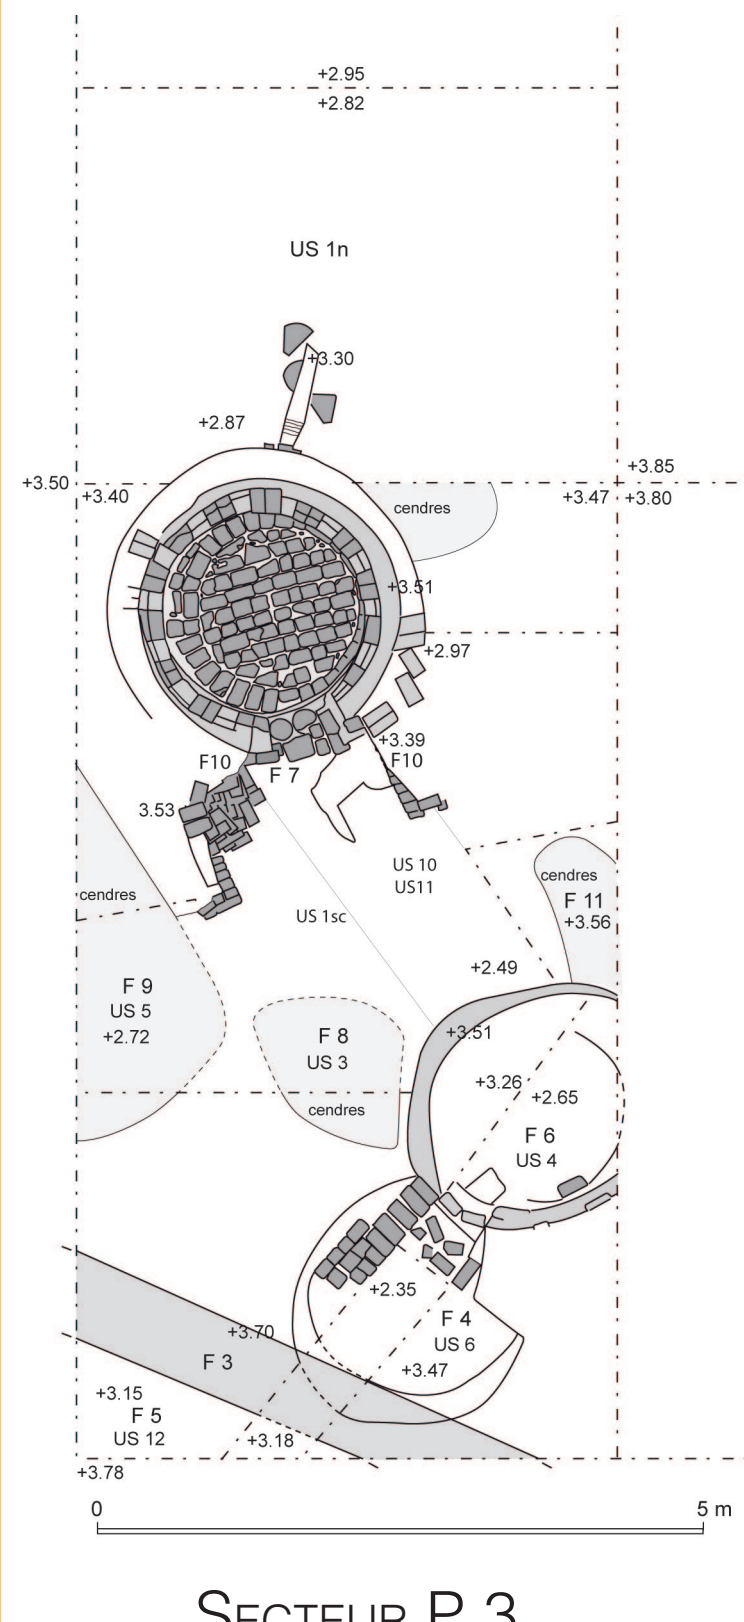 +2.95
+2.82
US 1n
+3.30
+2.87
+3.85
+3.50
+3.40
+3.47
+3.80
cendres
+3.51
+2.97
+3.39
F10
F10
F 7
3.53
US 10
US11
cendres
cendres
F 11
+3.56
US 1sc
+2.49
F 9
US 5
+2.72
F 8
US 3
+3.51
+3.26
+2.65
cendres
F 6
US 4
+2.35
F 4
US 6
+3.70
F 3
+3.47
+3.15
F 5
US 12
+3.18
+3.78
0
5 m
SECTEUR P 3